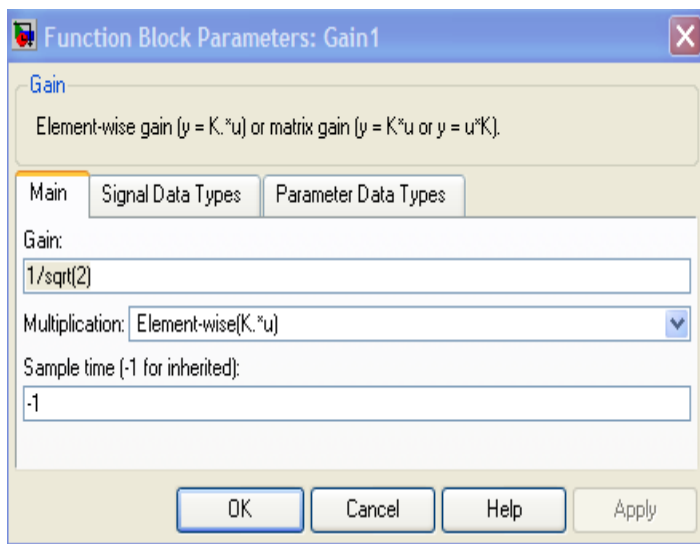 Function Block Parameters: Gain1
Gain
Element-wise gain (y = K.*u) or matrix gain (y = K*u or y = u*K).
Main Signal Data Types Parameter Data Types
Gain:
1/sqrt(2)
Multiplication: Element-wise(K.*u)
Sample time (-1 for inherited):
-1
OK Cancel Help Apply